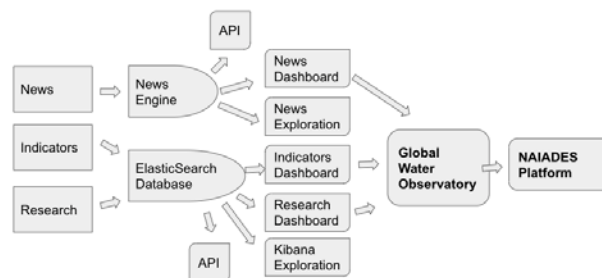 API
News
News
Engine
News
Dashboard
News
Exploration
Indicators
ElasticSearch
Database
Indicators
Dashboard
Global
Water
Observatory
NAIADES
Platform
Research
Research
Dashboard
API
Kibana
Exploration